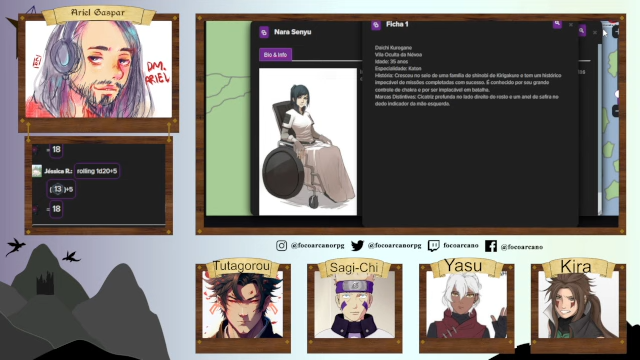 Ariel Gaspar
DM.
ARIEL
= 18
Jéssica R.: rolling 1d20+5
(13)+5
= 18
Nara Senyu
Bio & Info
Ficha 1
Daichi Kurogane
Vila Oculta da Névoa
Idade: 35 anos
Especialidade: Katon
História: Cresceu no seio de uma família de shinobi de Kirigakure e tem um histórico
impecável de missões completadas com sucesso. É conhecido por seu grande
controle de chakra e por ser implacável em batalha.
Marcas Distintivas: Cicatriz profunda no lado direito do rosto e um anel de safira no
dedo indicador da mão esquerda.
@focoarcanorpg
@focoarcanorpg
focoarcano
@focoarcano
Tutagorou
Sagi-Chi
Yasu
Kira